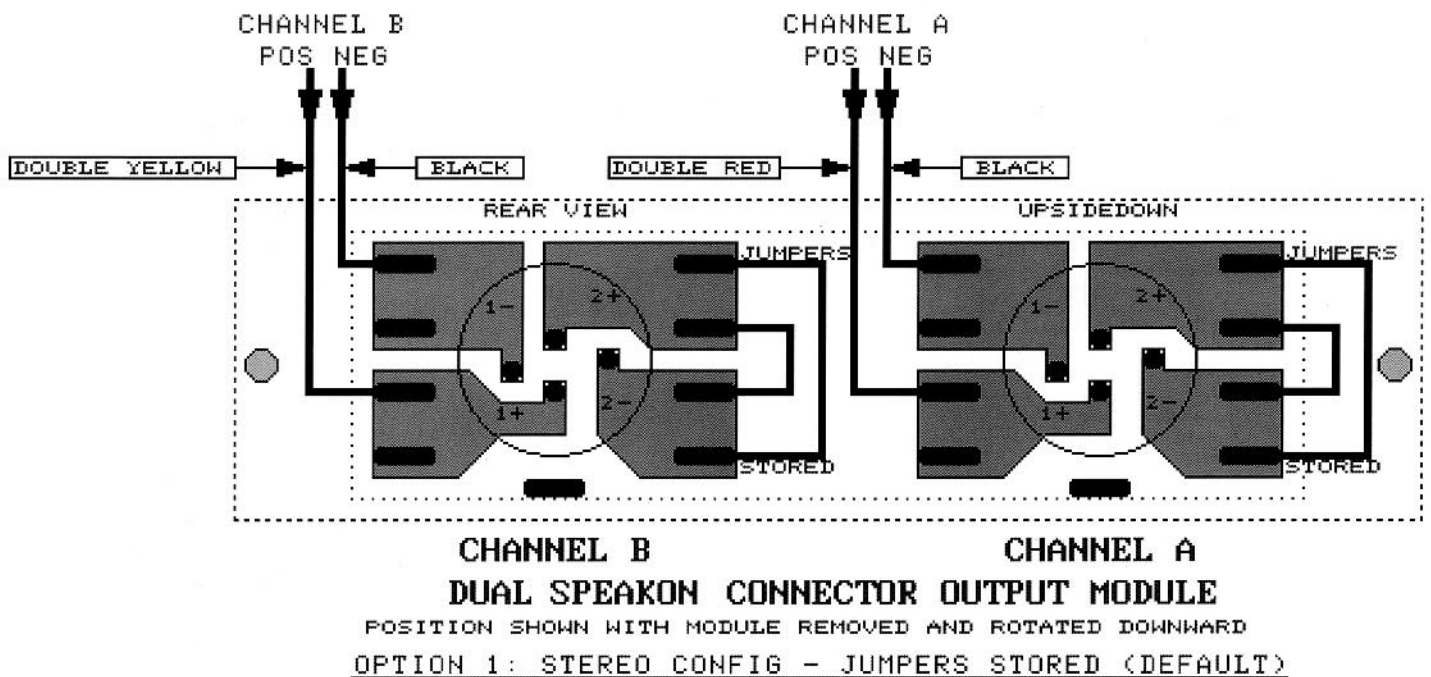 CHANNEL B
POS NEG
CHANNEL A
POS NEG
DOUBLE YELLOW
BLACK
DOUBLE RED
BLACK
REAR VIEW
UPSIDEDOWN
JUMPERS
JUMPERS
1-
2+
1-
2+
1+
2-
1+
2-
STORED
STORED
CHANNEL B
CHANNEL A
DUAL SPEAKON CONNECTOR OUTPUT MODULE
POSITION SHOWN WITH MODULE REMOVED AND ROTATED DOWNWARD
OPTION 1: STEREO CONFIG - JUMPERS STORED (DEFAULT)